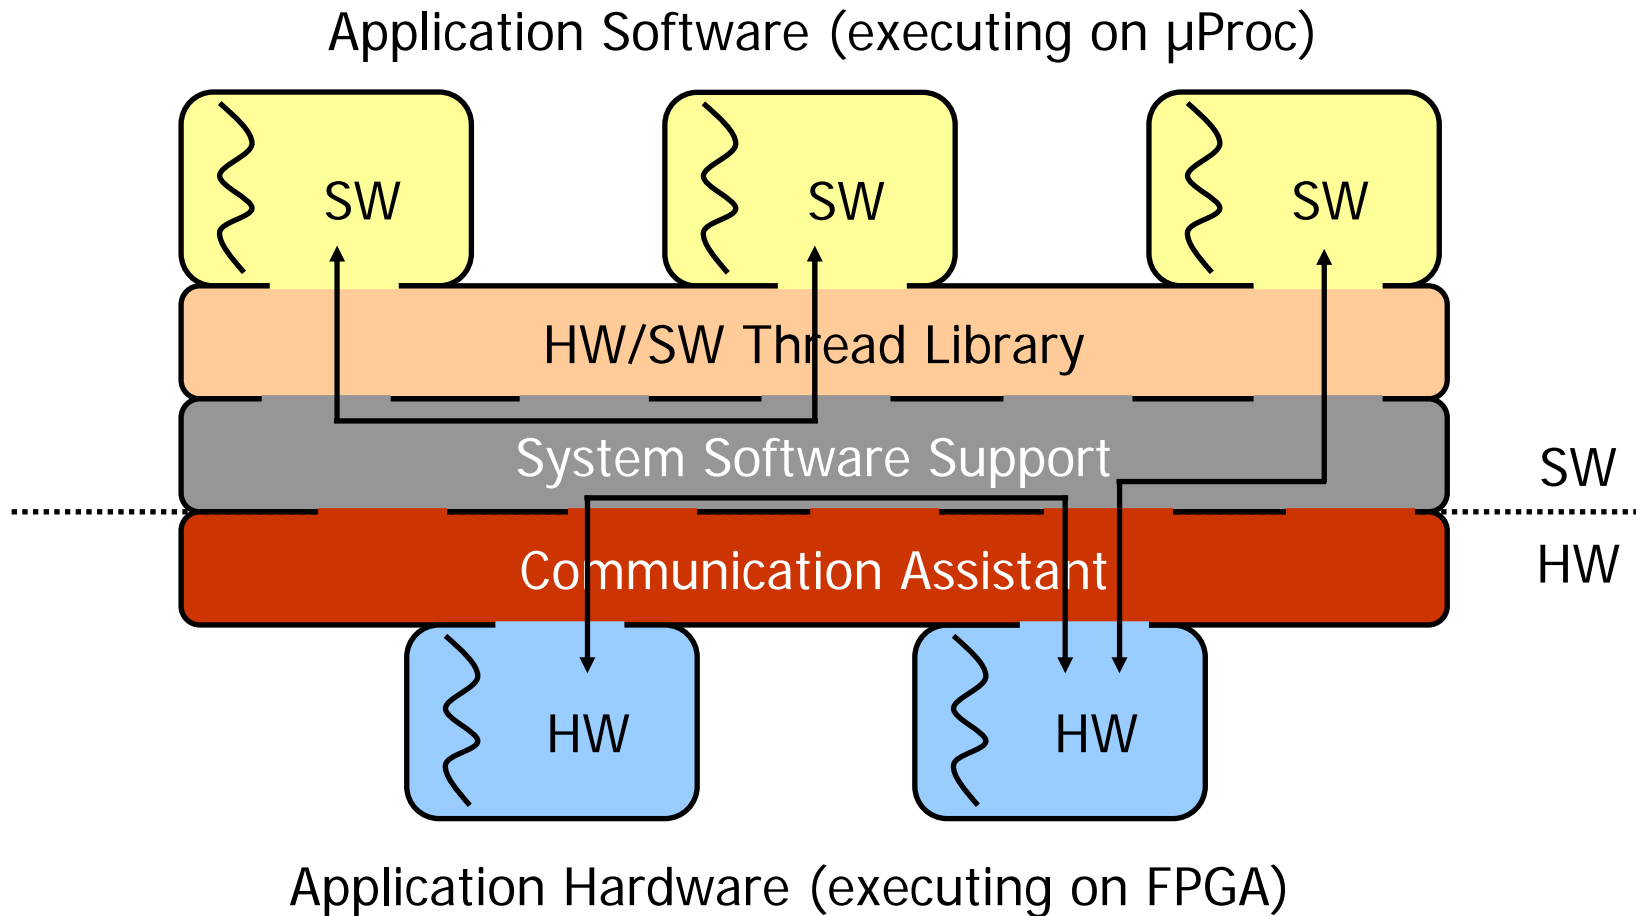 Application Software (executing on µProc)
SW
SW
SW
HW/SW Thread Library
System Software Support
SW
Communication Assistant
HW
HW
HW
Application Hardware (executing on FPGA)